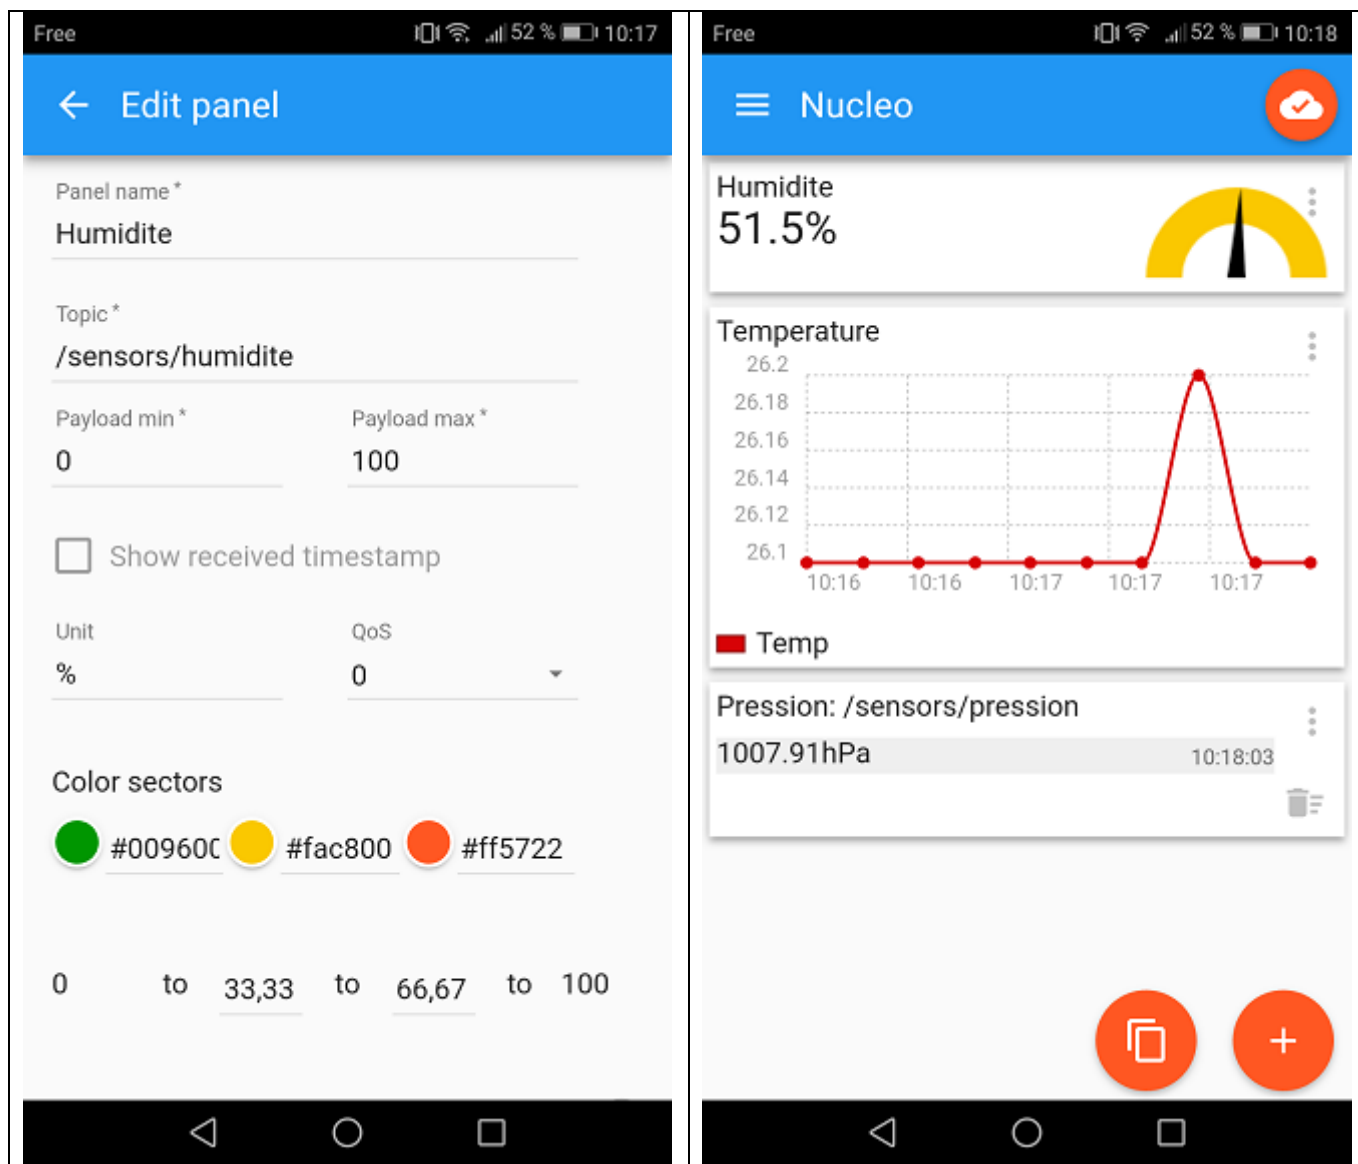 Free 52 % 10:17
Edit panel
Panel name *
Humidite
Topic *
/sensors/humidite
Payload min * Payload max *
0 100
Show received timestamp
Unit QoS
% 0
Color sectors
#fac800 #ff5722
0 to 33,33 to 66,67 to 100
Free 52 % 10:18
Nucleo
Humidite
51.5%
Temperature
26.2
26.18
26.16
26.14
26.12
26.1
10:16 10:16 10:17 10:17 10:17
Temp
Pression: /sensors/pression
1007.91hPa 10:18:03